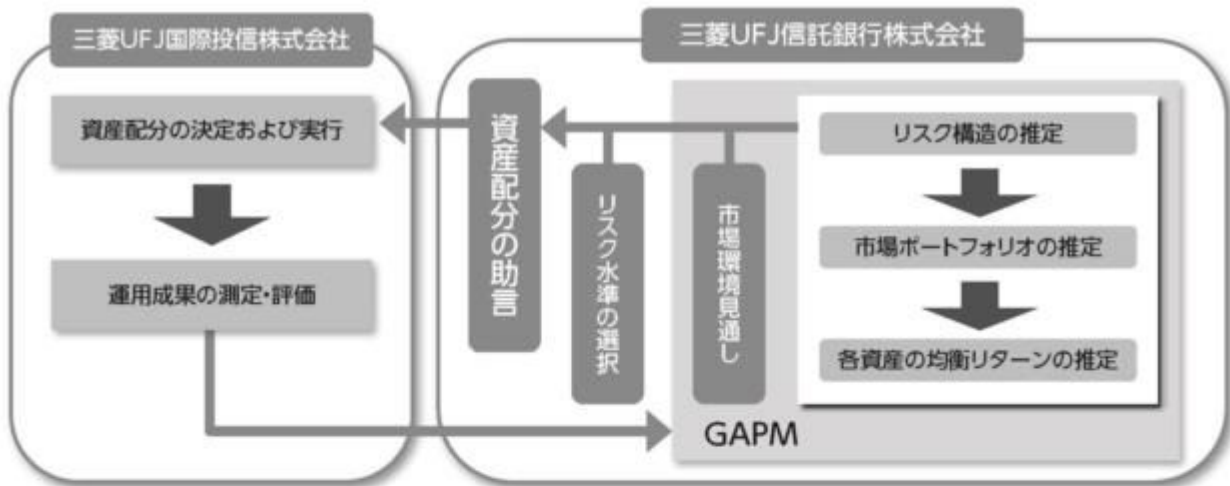 三菱UFJ国際投信株式会社
資産配分の決定および実行
運用成果の測定・評価
三菱UFJ信託銀行株式会社
資産配分の助言
リスク水準の選択
市場環境見通し
リスク構造の推定
市場ポートフォリオの推定
各資産の均衡リターンの推定
GAPM